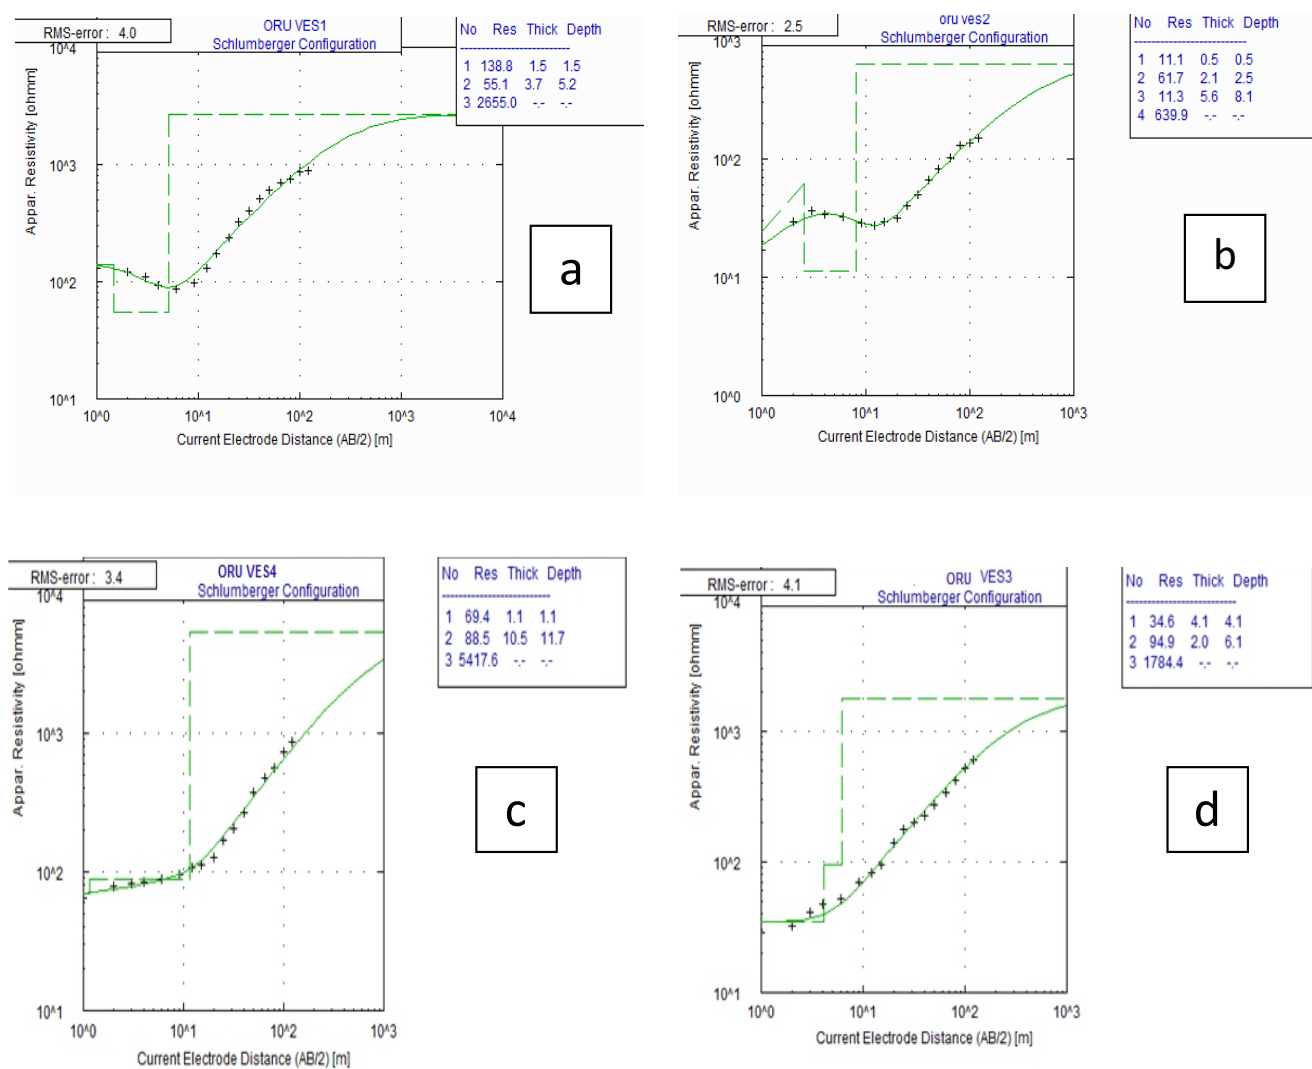 RMS-error : 4.0
ORU VES1
Schlumberger Configuration
No Res Thick Depth
1 138.8 1.5 1.5
2 55.1 3.7 5.2
3 2655.0 -.- -.-
10^4
10^3
10^2
10^1
Appar. Resistivity [ohmm]
10^0 10^1 10^2 10^3 10^4
Current Electrode Distance (AB/2) [m]
a
RMS-error : 2.5
oru ves2
Schlumberger Configuration
No Res Thick Depth
1 11.1 0.5 0.5
2 61.7 2.1 2.5
3 11.3 5.6 8.1
4 639.9 -.- -.-
10^3
10^2
10^1
10^0
Appar. Resistivity [ohmm]
10^0 10^1 10^2 10^3
Current Electrode Distance (AB/2) [m]
b
RMS-error : 3.4
ORU VES4
Schlumberger Configuration
No Res Thick Depth
1 69.4 1.1 1.1
2 88.5 10.5 11.7
3 5417.6 -.- -.-
10^4
10^3
10^2
10^1
Appar. Resistivity [ohmm]
10^0 10^1 10^2 10^3
Current Electrode Distance (AB/2) [m]
c
RMS-error : 4.1
ORU VES3
Schlumberger Configuration
No Res Thick Depth
1 34.6 4.1 4.1
2 94.9 2.0 6.1
3 1784.4 -.- -.-
10^4
10^3
10^2
10^1
Appar. Resistivity [ohmm]
10^0 10^1 10^2 10^3
Current Electrode Distance (AB/2) [m]
d